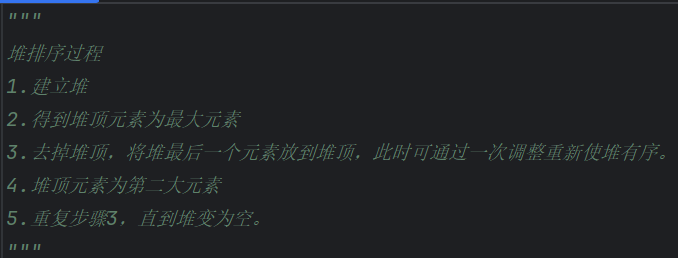 """
堆排序过程
1.建立堆
2.得到堆顶元素为最大元素
3.去掉堆顶，将堆最后一个元素放到堆顶，此时可通过一次调整重新使堆有序。
4.堆顶元素为第二大元素
5.重复步骤3，直到堆变为空。
"""